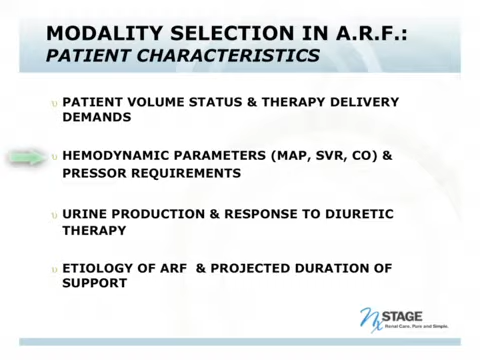 MODALITY SELECTION IN A.R.F.:
PATIENT CHARACTERISTICS
PATIENT VOLUME STATUS & THERAPY DELIVERY
DEMANDS
HEMODYNAMIC PARAMETERS (MAP, SVR, CO) &
PRESSOR REQUIREMENTS
URINE PRODUCTION & RESPONSE TO DIURETIC
THERAPY
ETIOLOGY OF ARF & PROJECTED DURATION OF
SUPPORT
NxSTAGE
Renal Care. Pure and Simple.